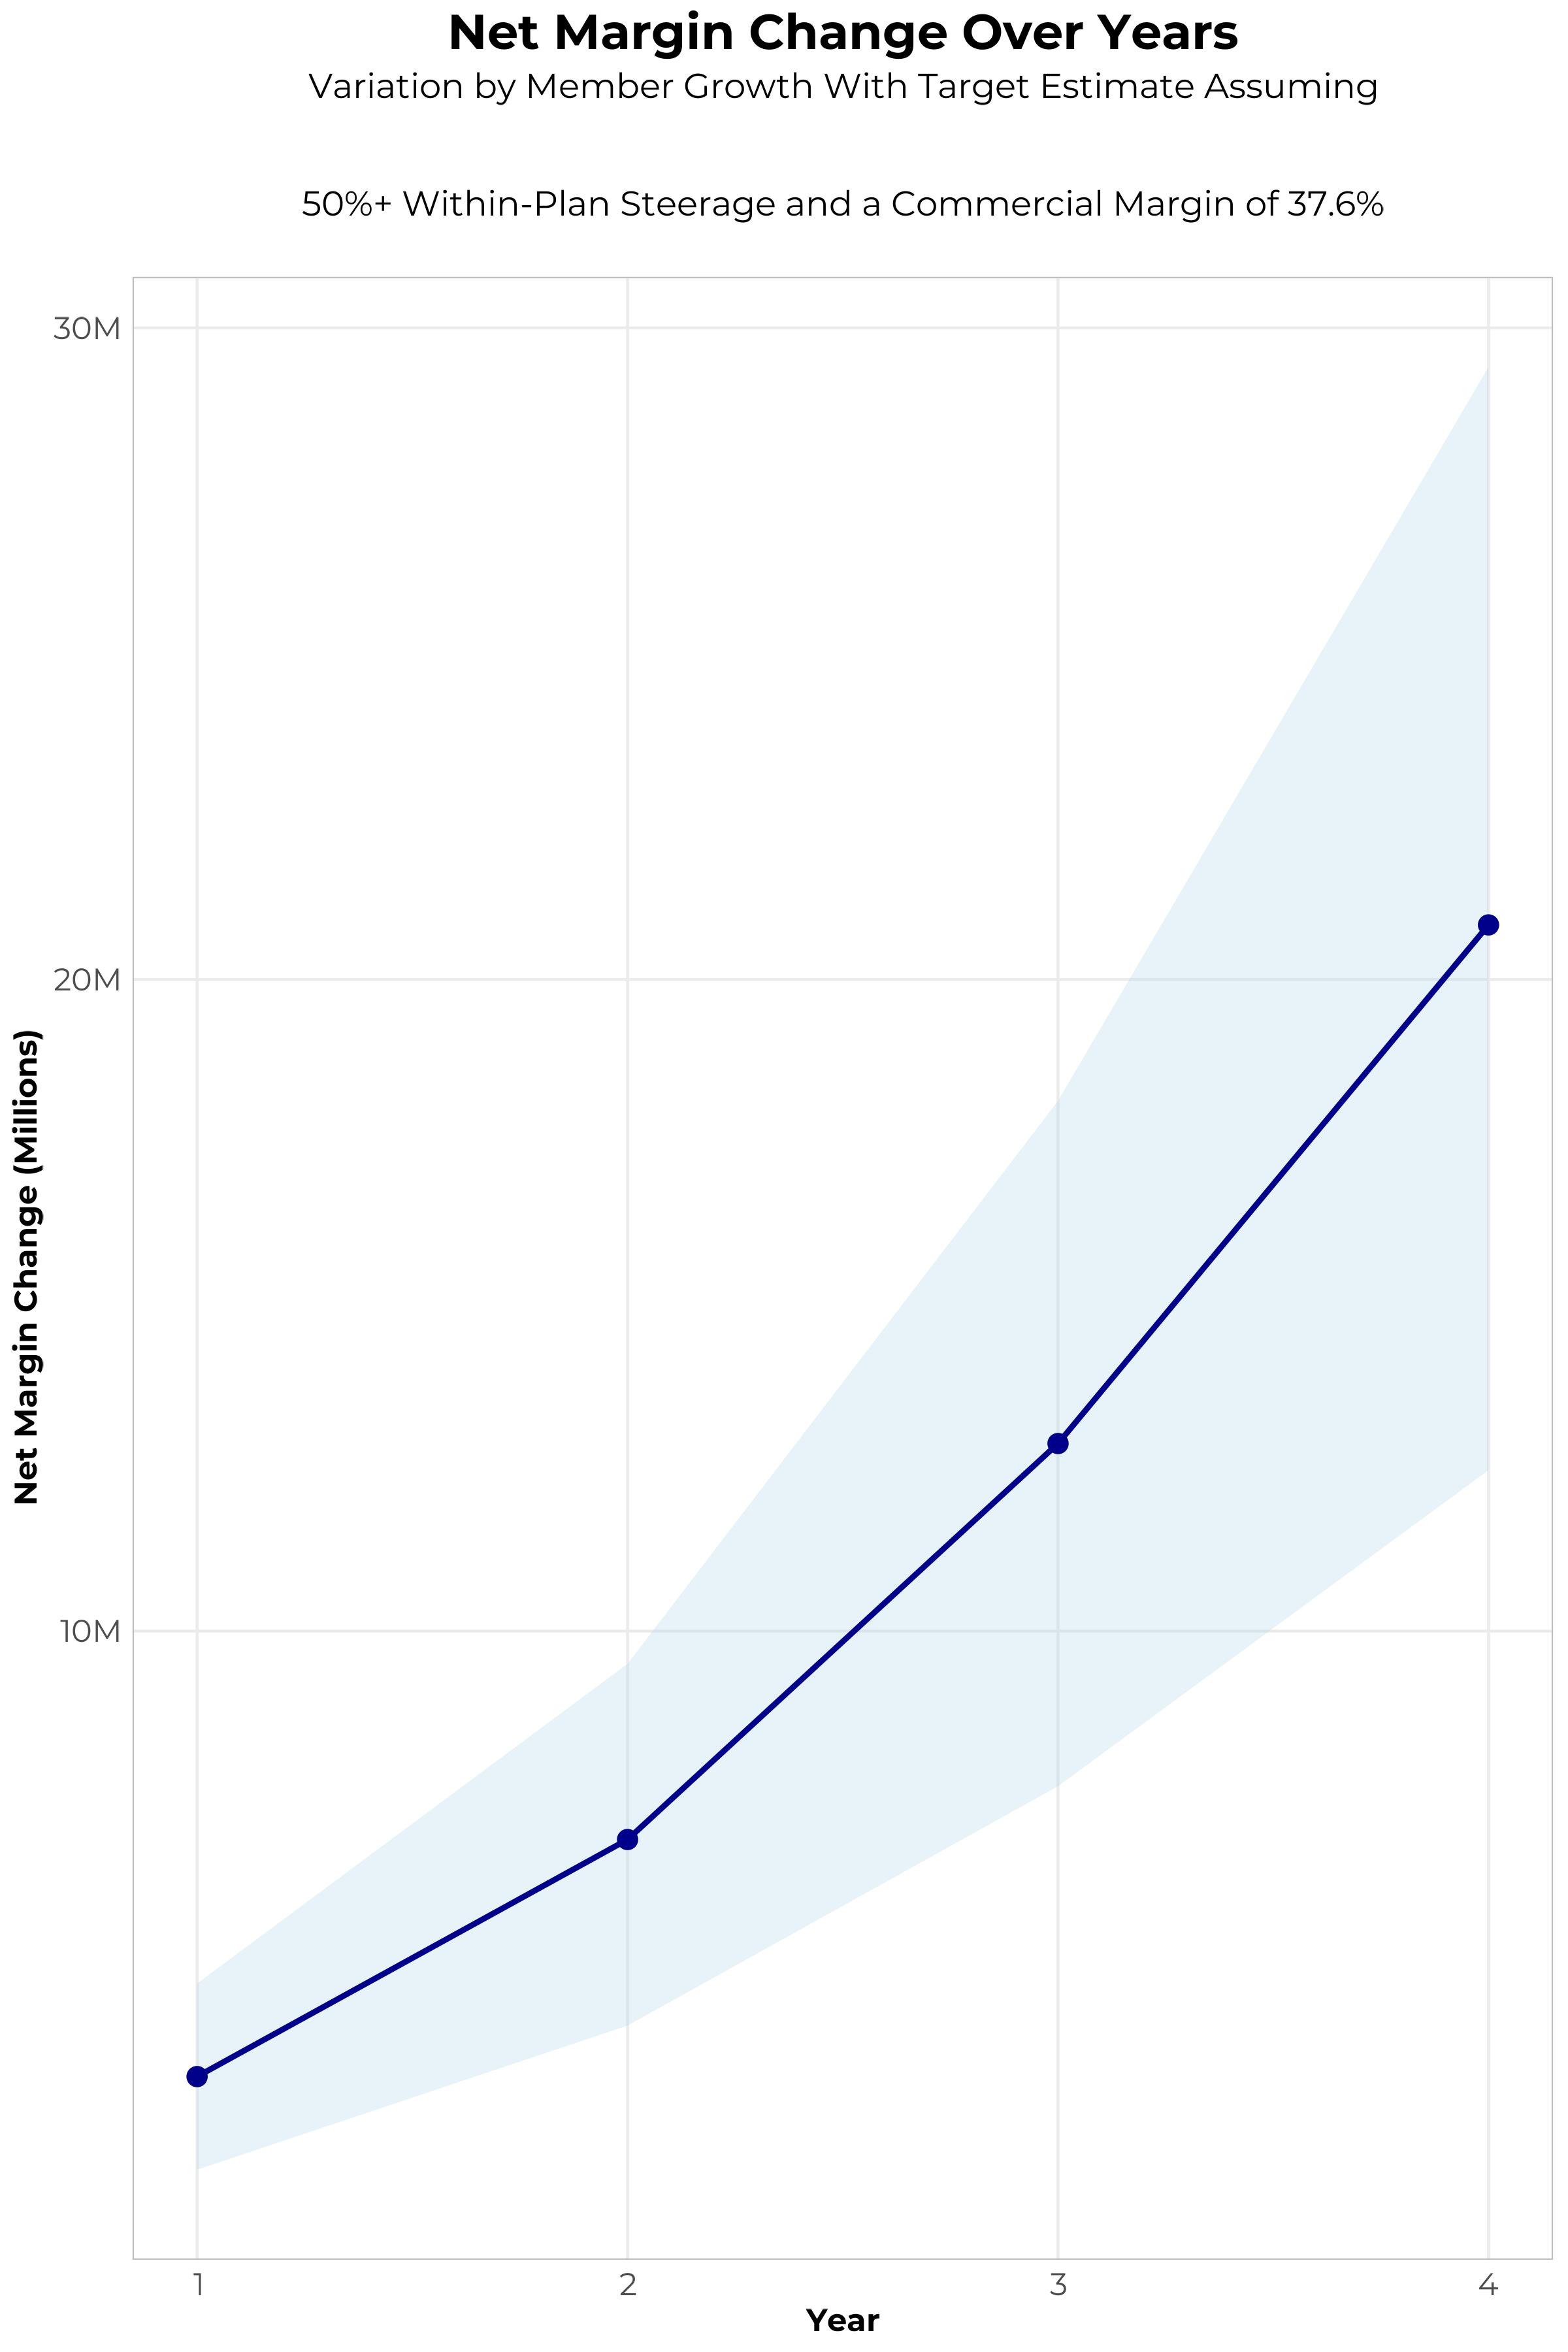 Net Margin Change Over Years
Variation by Member Growth With Target Estimate Assuming
50%+ Within-Plan Steerage and a Commercial Margin of 37.6%
30M
20M
10M
Net Margin Change (Millions)
1
2
3
4
Year